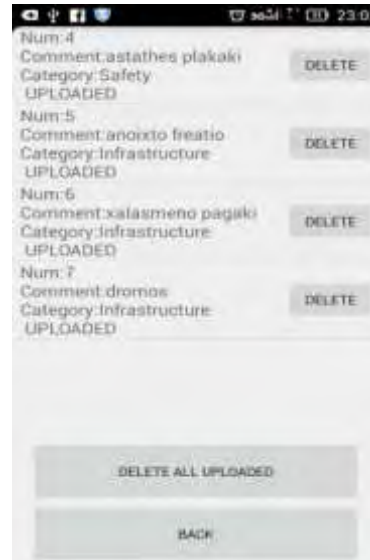 23:0
Num:4
Comment:astathes plakaki
Category:Safety
UPLOADED
DELETE
Num:5
Comment:anoixto freatio
Category:Infrastructure
UPLOADED
DELETE
Num:6
Comment:xalasmeno pagaki
Category:Infrastructure
UPLOADED
DELETE
Num:7
Comment:dromos
Category:Infrastructure
UPLOADED
DELETE
DELETE ALL UPLOADED
BACK